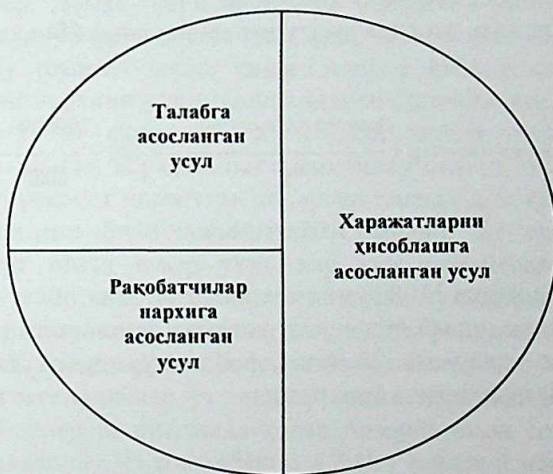 Талабга
асосланган
усул
Харажатларни
ҳисоблашга
асосланган усул
Рақобатчилар
нархига
асосланган
усул